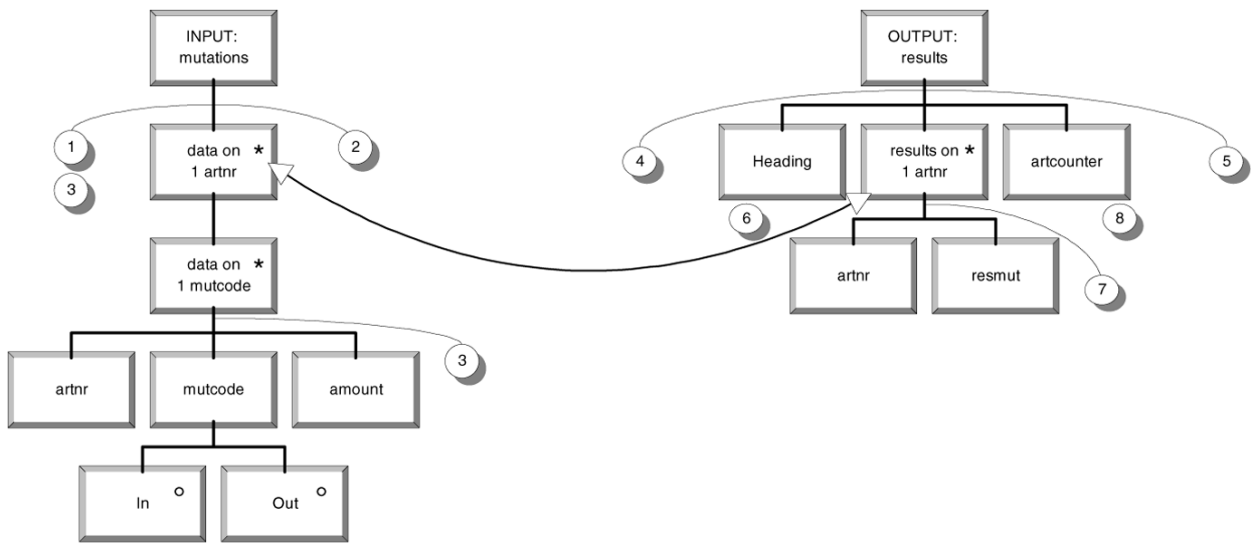 INPUT:
mutations
OUTPUT:
results
1
2
3
data on *
1 artnr
4
Heading
results on *
1 artnr
artcounter
5
6
8
data on *
1 mutcode
artnr
resmut
7
3
artnr
mutcode
amount
In
Out